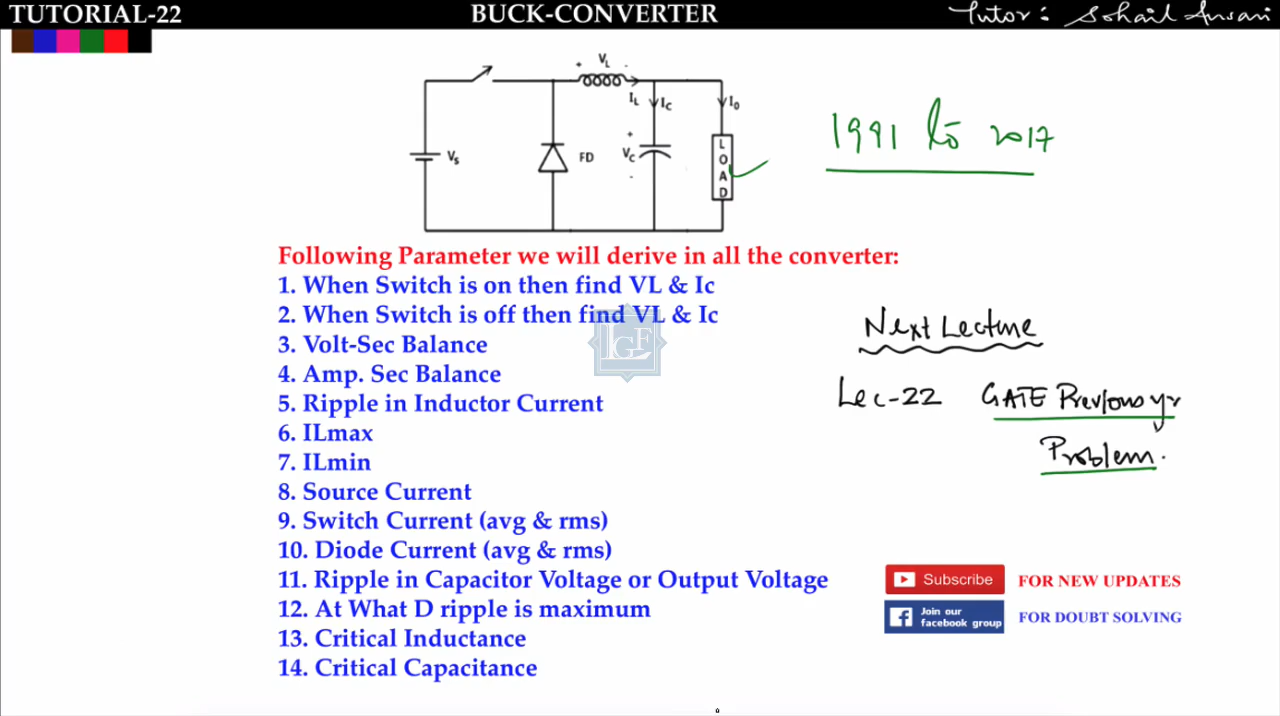 TUTORIAL-22
BUCK-CONVERTER
Tutor: Sohail Ansari
VL
+ -
IL
IC
I0
Vs
FD
+
VC
-
LOAD
1991 to 2017
Following Parameter we will derive in all the converter:
1. When Switch is on then find VL & Ic
2. When Switch is off then find VL & Ic
3. Volt-Sec Balance
4. Amp. Sec Balance
5. Ripple in Inductor Current
6. ILmax
7. ILmin
8. Source Current
9. Switch Current (avg & rms)
10. Diode Current (avg & rms)
11. Ripple in Capacitor Voltage or Output Voltage
12. At What D ripple is maximum
13. Critical Inductance
14. Critical Capacitance
LGF
Next Lecture
Lec-22 GATE Previous yr
Problem.
Subscribe FOR NEW UPDATES
Join our
facebook group
FOR DOUBT SOLVING